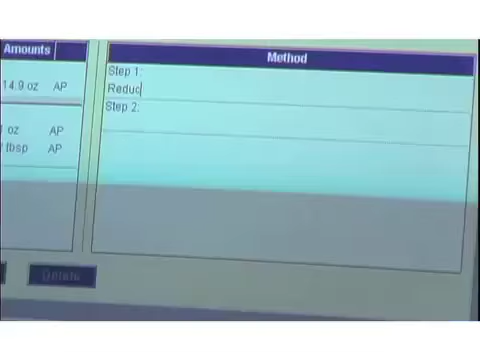 Amounts
Method
Step 1:
14.9 oz AP
Reduc
Step 2:
oz AP
tbsp AP
Delete